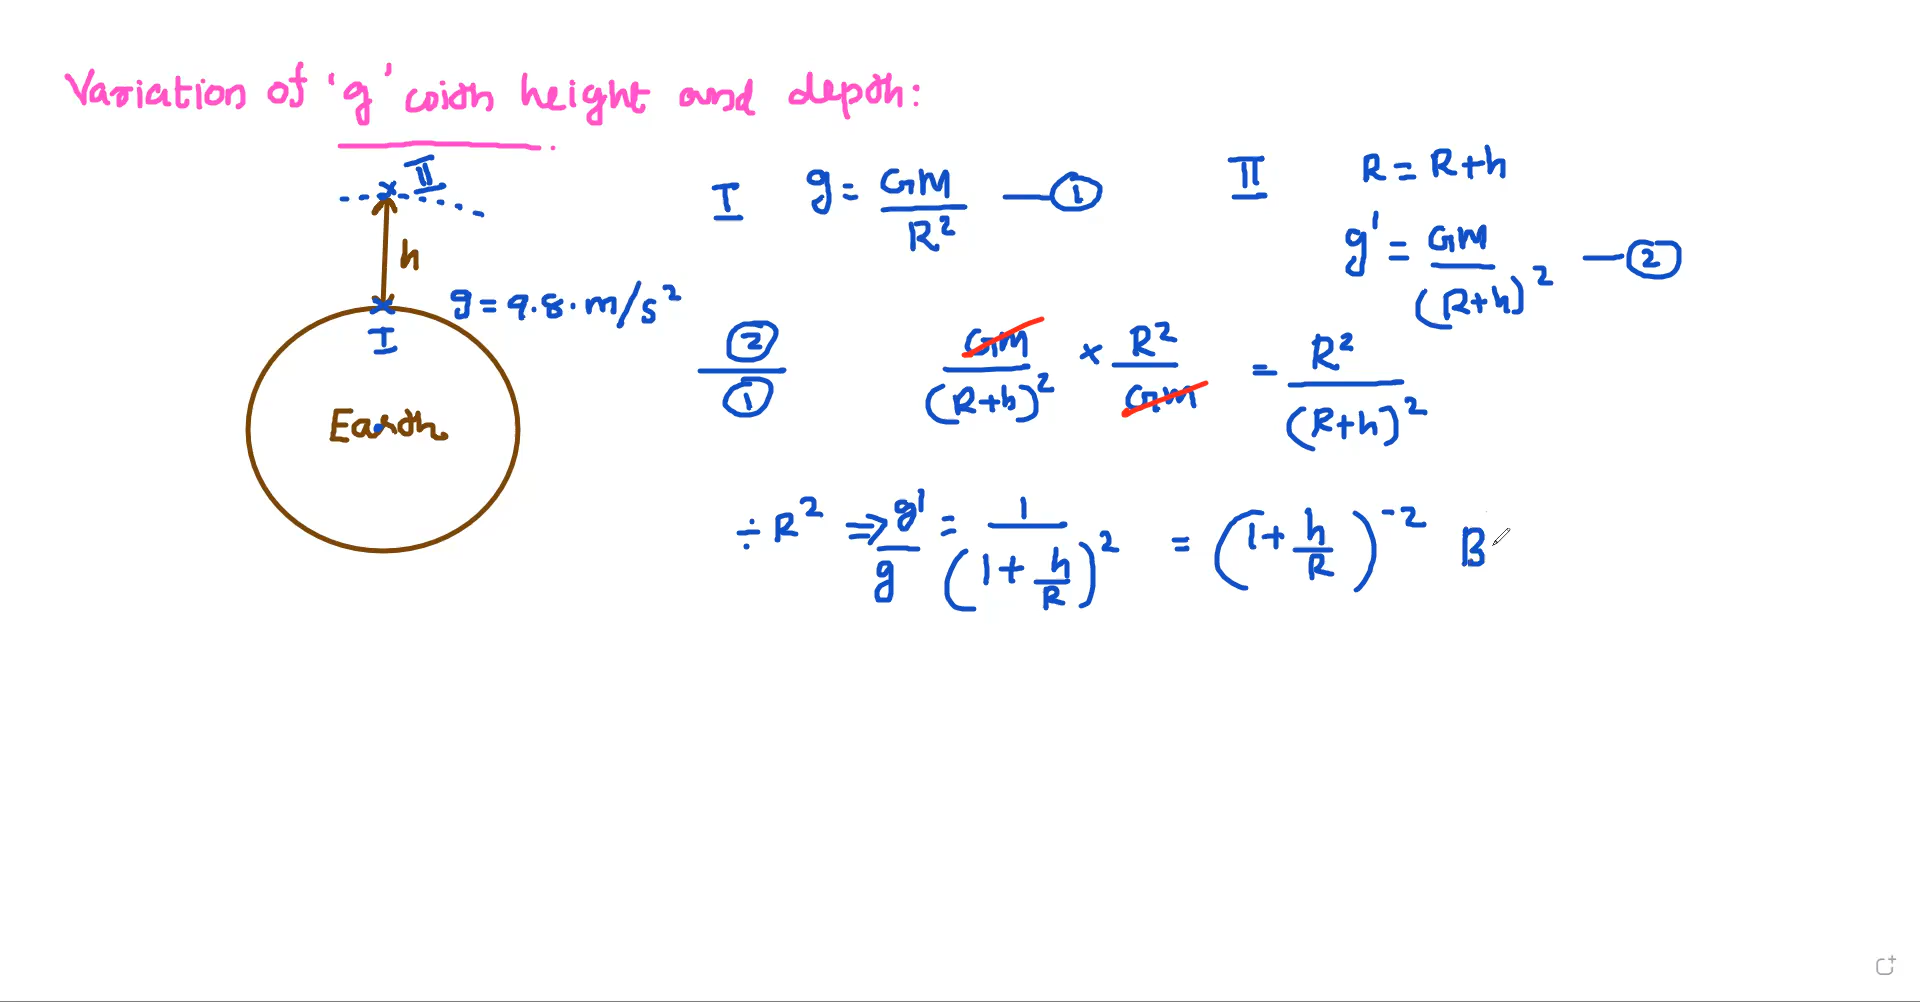 Variation of 'g' with height and depth:
II
I g = GM/R² — ①
II R = R+h
g' = GM/(R+h)² — ②
h
g = 9.8 m/s²
I
②/① GM/(R+h)² × R²/GM = R²/(R+h)²
Earth
÷ R² ⇒ g'/g = 1/(1 + h/R)² = (1 + h/R)⁻² B